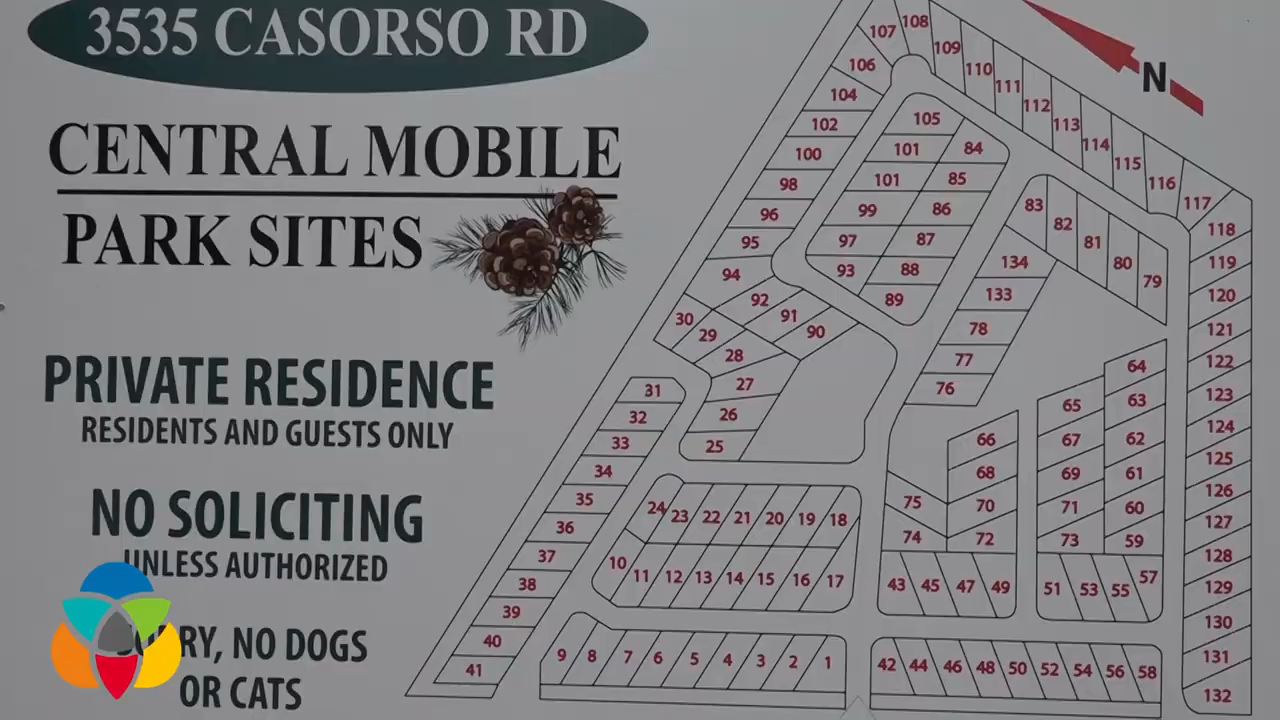 3535 CASORSO RD
CENTRAL MOBILE
PARK SITES
PRIVATE RESIDENCE
RESIDENTS AND GUESTS ONLY
NO SOLICITING
UNLESS AUTHORIZED
NO DOGS
OR CATS
N
107 108
106 109
104 110
102 105 111
100 101 84 112
98 101 85 113
96 99 86 114
95 97 87 115
94 93 88 116
92 89 117
91 118
90 119
30 83 120
29 82 121
28 81 122
27 80 123
26 79 124
25 134 125
31 133 126
32 78 127
33 77 128
34 76 129
35 64 130
36 65 63 131
37 66 67 62 132
38 68 69 61
39 75 70 71 60
40 74 72 73 59
41
24 23 22 21 20 19 18
10 11 12 13 14 15 16 17
43 45 47 49 51 53 55 57
9 8 7 6 5 4 3 2 1
42 44 46 48 50 52 54 56 58